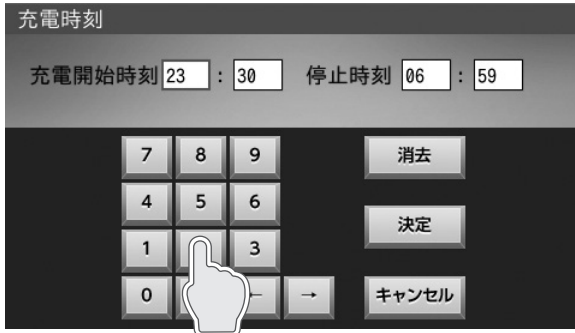 充電時刻
充電開始時刻 23 : 30 停止時刻 06 : 59
7 8 9 消去
4 5 6
決定
1 3
0 ← → キャンセル